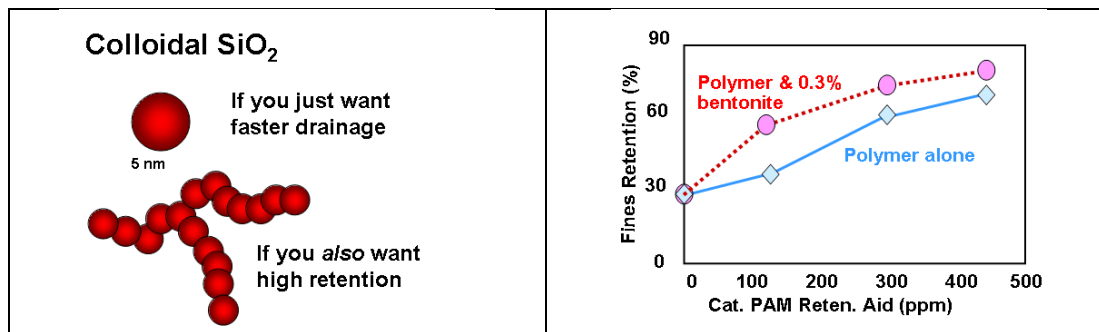 Colloidal SiO₂
If you just want
faster drainage
5 nm
If you also want
high retention
90
60
30
0
Fines Retention (%)
Polymer & 0.3%
bentonite
Polymer alone
0 100 200 300 400 500
Cat. PAM Reten. Aid (ppm)